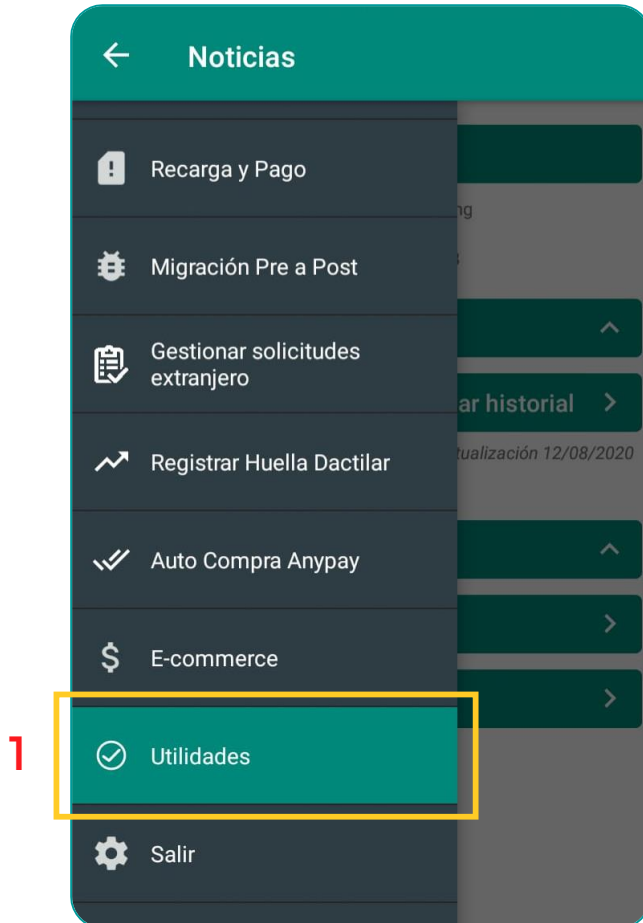 Noticias
Recarga y Pago
ng
Migración Pre a Post
Gestionar solicitudes
extranjero
ar historial
Registrar Huella Dactilar
tualización 12/08/2020
Auto Compra Anypay
E-commerce
1
Utilidades
Salir